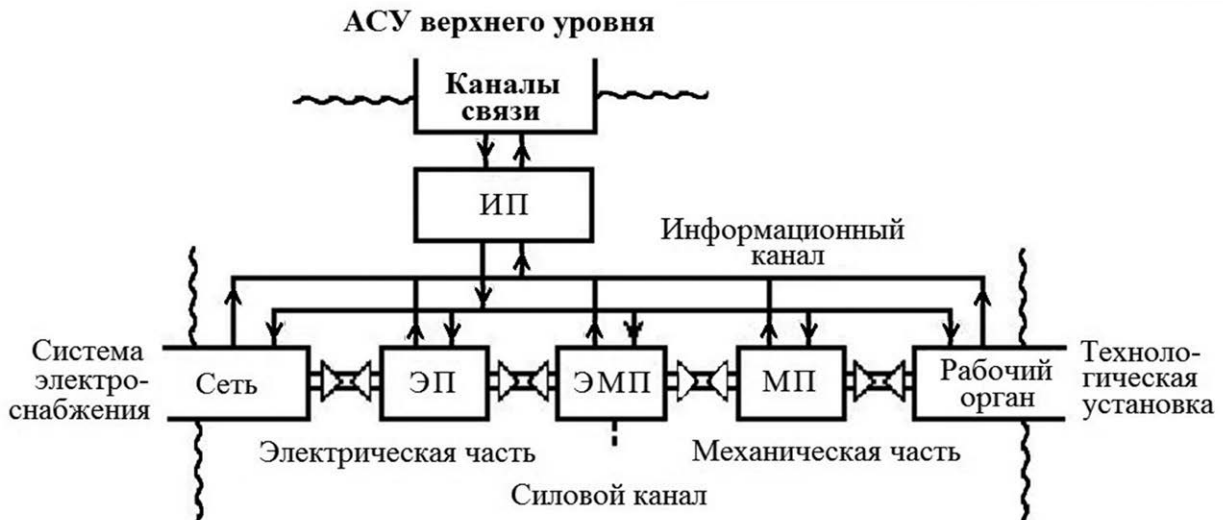 АСУ верхнего уровня
Каналы
связи
ИП
Информационный
канал
Система
электро-
снабжения
Сеть
ЭП
ЭМП
МП
Рабочий
орган
Техноло-
гическая
установка
Электрическая часть
Механическая часть
Силовой канал